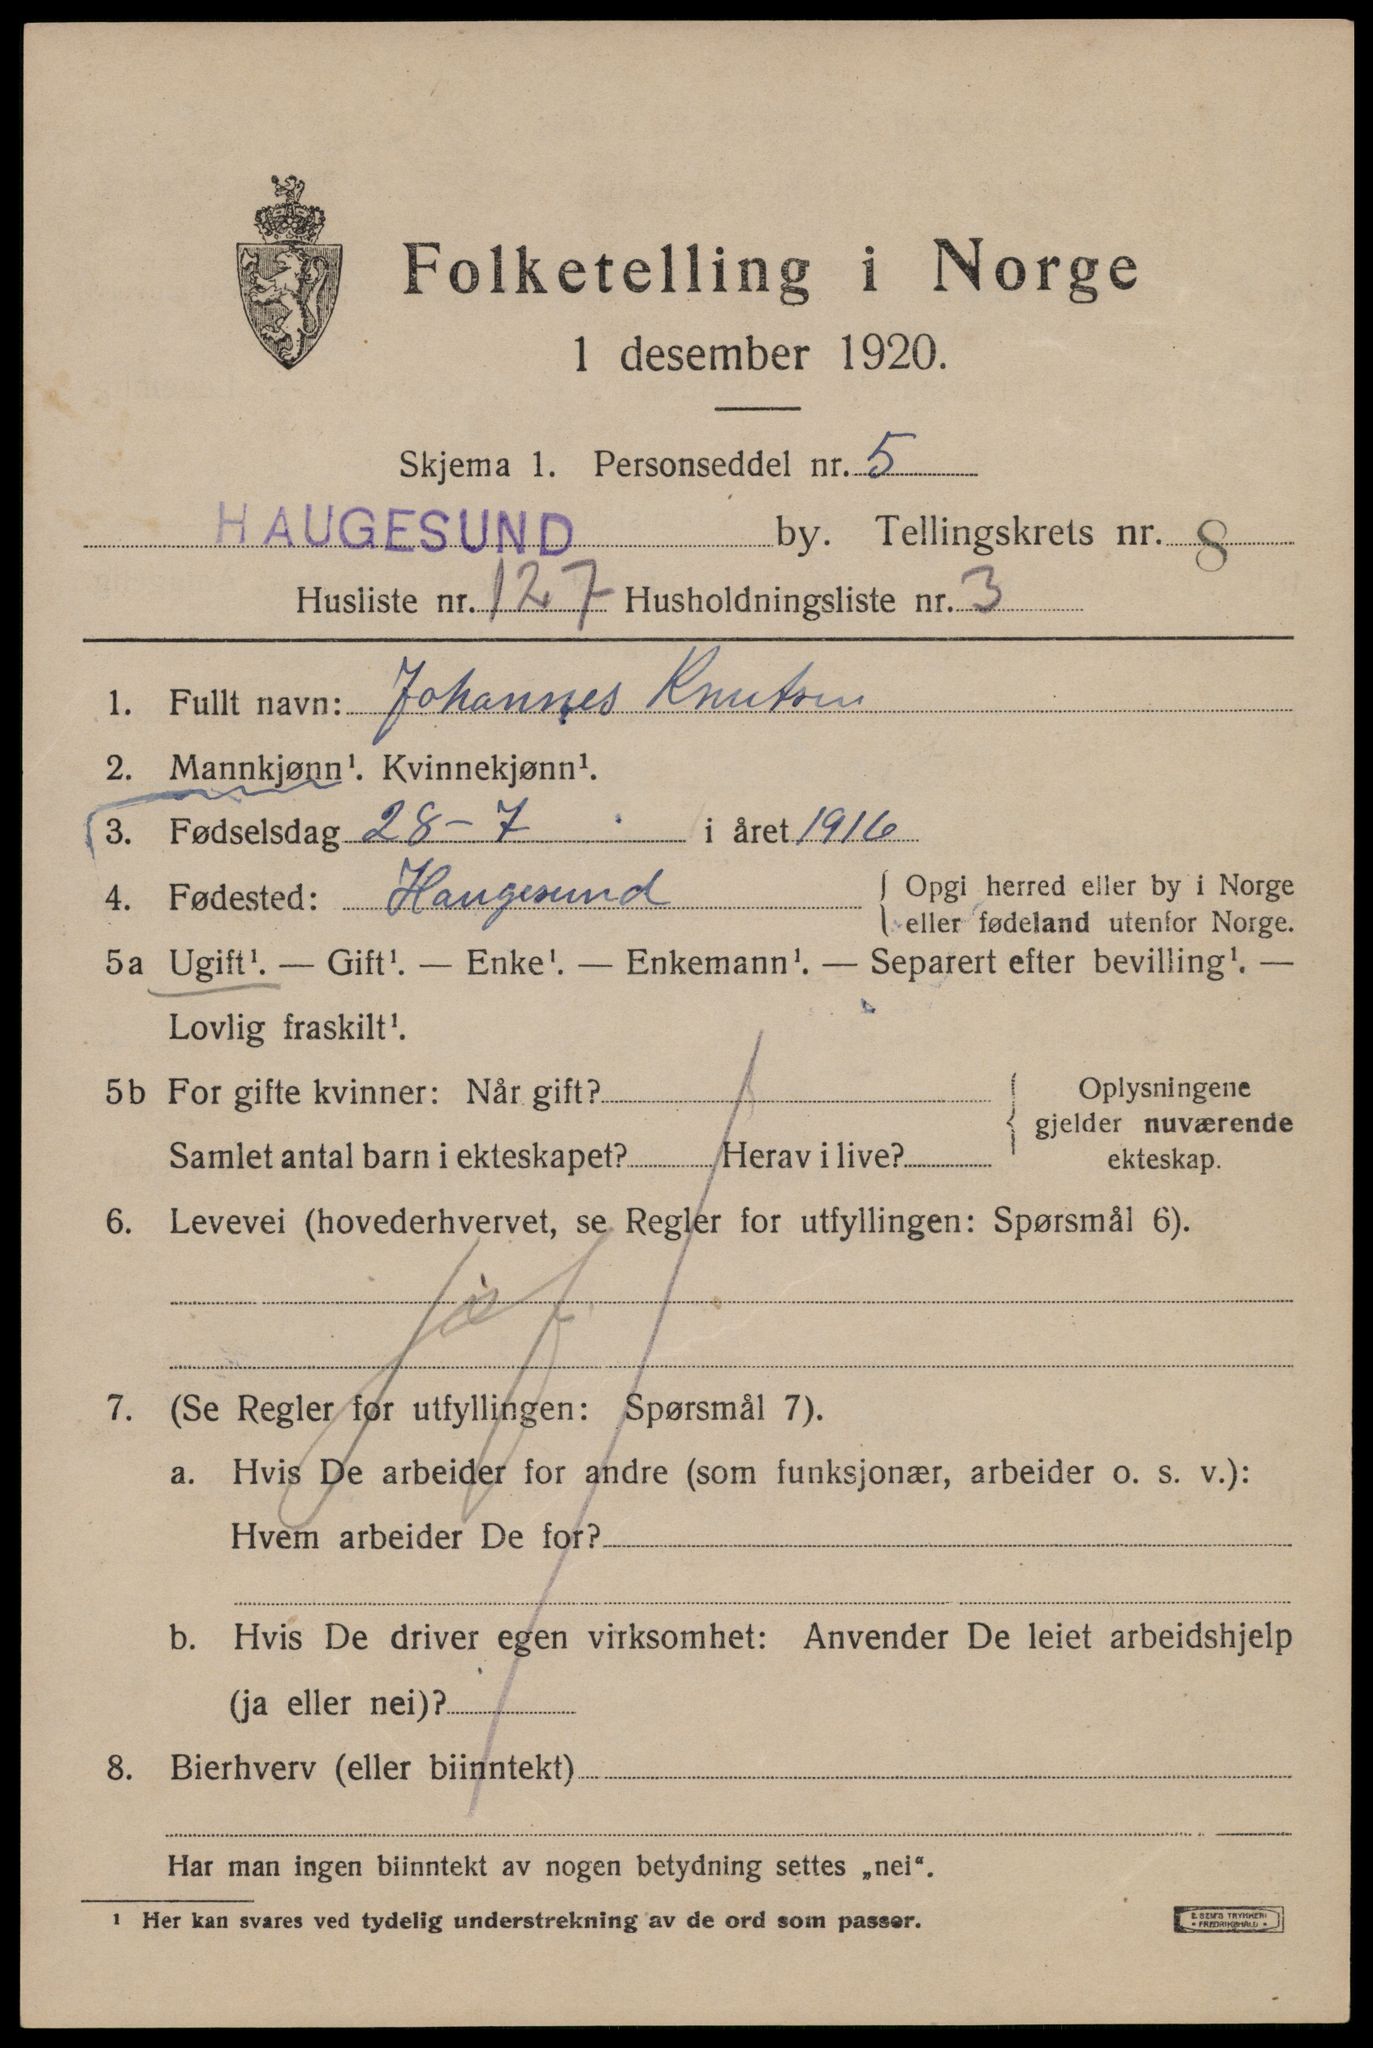 Folketelling i Norge
1 desember 1920.
Skjema 1. Personseddel nr. 5
HAUGESUND by. Tellingskrets nr. 8
Husliste nr. 127 Husholdningsliste nr. 3
1. Fullt navn: Johannes Knutsen
2. Mannkjønn¹. Kvinnekjønn¹.
3. Fødselsdag 28-7 i året 1916
4. Fødested: Haugesund { Opgi herred eller by i Norge
eller fødeland utenfor Norge.
5a Ugift¹. — Gift¹. — Enke¹. — Enkemann¹. — Separert efter bevilling¹. —
Lovlig fraskilt¹.
5b For gifte kvinner: Når gift? { Oplysningene
gjelder nuværende
Samlet antal barn i ekteskapet? Herav i live? ekteskap.
6. Levevei (hovederhvervet, se Regler for utfyllingen: Spørsmål 6).
7. (Se Regler før utfyllingen: Spørsmål 7).
a. Hvis De arbeider for andre (som funksjonær, arbeider o. s. v.):
Hvem arbeider De for?
b. Hvis De driver egen virksomhet: Anvender De leiet arbeidshjelp
(ja eller nei)?
8. Bierhverv (eller biinntekt)
Har man ingen biinntekt av nogen betydning settes „nei“.
¹ Her kan svares ved tydelig understrekning av de ord som passer.
E. SEM'S TRYKKERI
• FREDRIKSHALD •